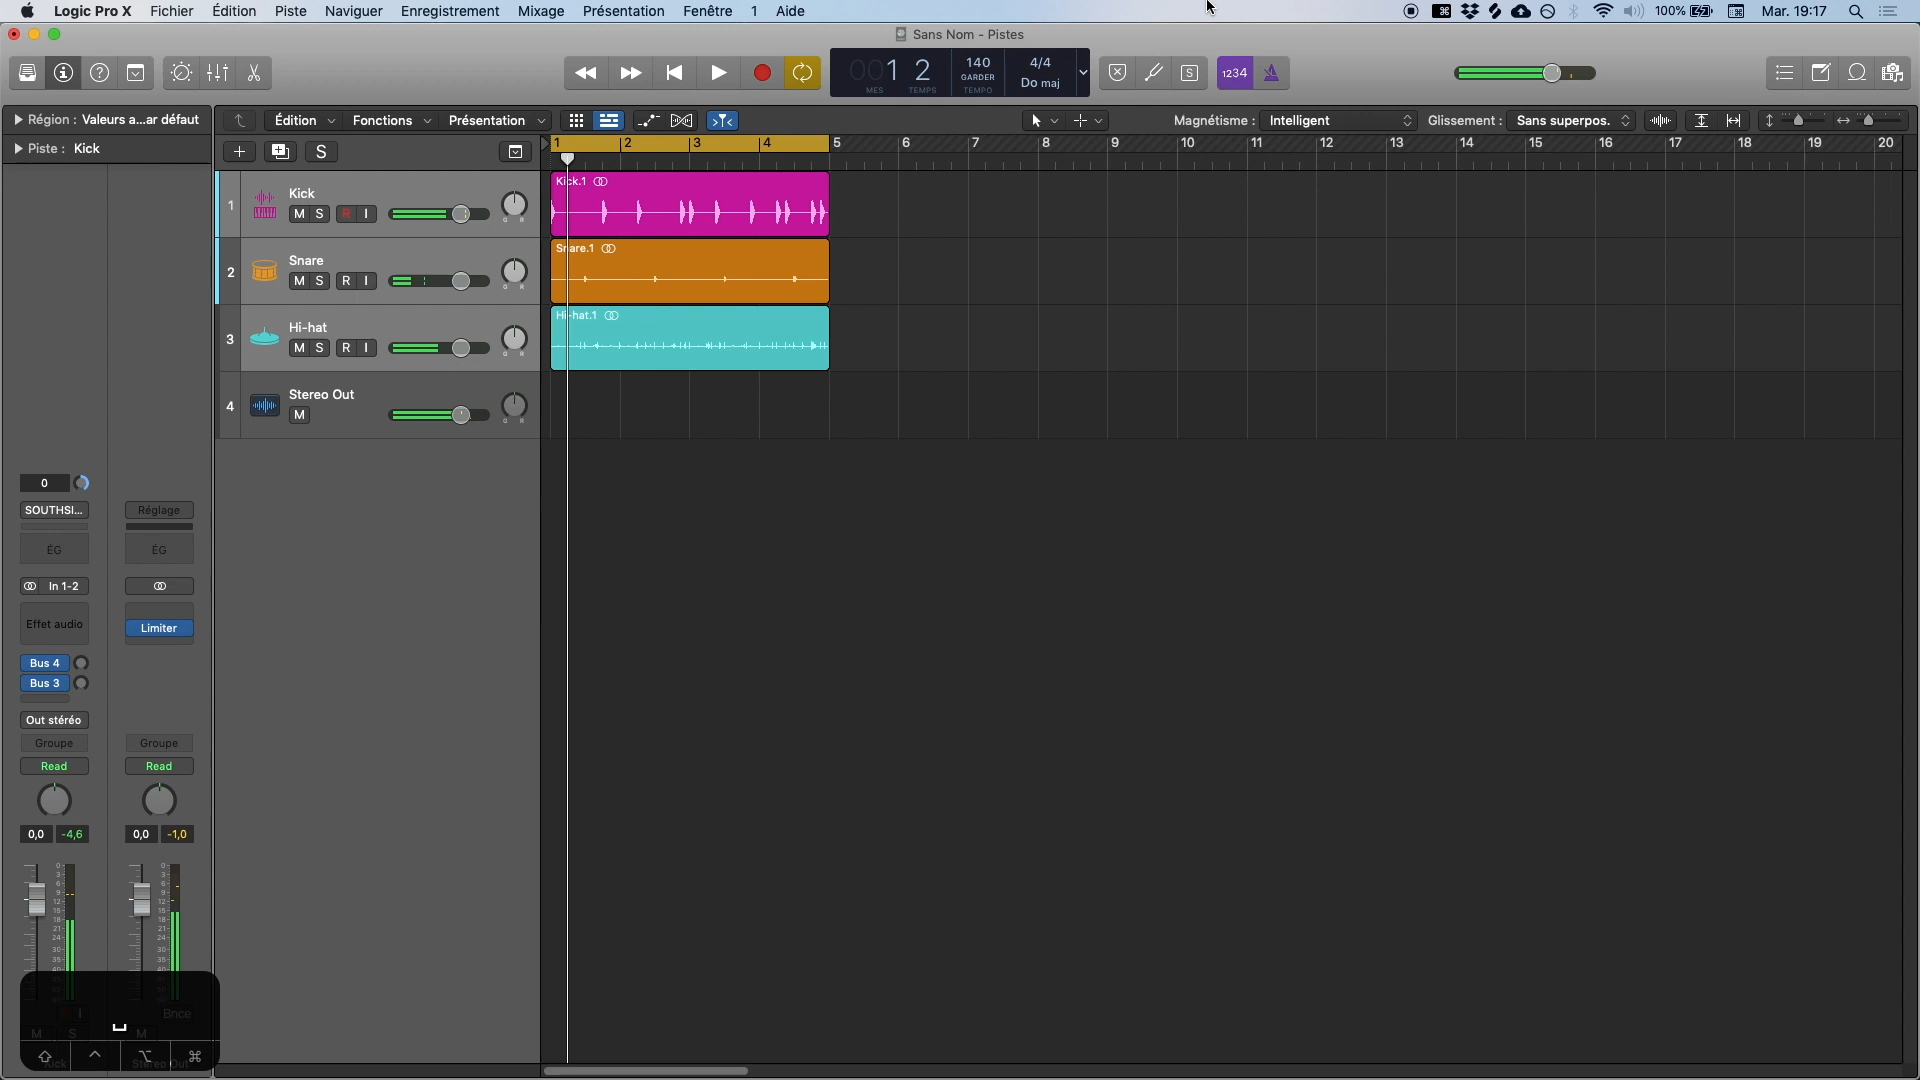 Logic Pro X Fichier Édition Piste Naviguer Enregistrement Mixage Présentation Fenêtre 1 Aide 100% Mar. 19:17
Sans Nom - Pistes
001 2 140 4/4
GARDER Do maj
MES TEMPS TEMPO
S 1234
Région : Valeurs a...ar défaut
Édition Fonctions Présentation Magnétisme : Intelligent Glissement : Sans superpos.
Piste : Kick
S
1 2 3 4 5 6 7 8 9 10 11 12 13 14 15 16 17 18 19 20
1 Kick
M S R I
Kick.1
2 Snare
M S R I
Snare.1
3 Hi-hat
M S R I
Hi-hat.1
4 Stereo Out
M
0
SOUTHSI... Réglage
ÉG ÉG
In 1-2
Effet audio Limiter
Bus 4
Bus 3
Out stéréo
Groupe Groupe
Read Read
0,0 -4,6 0,0 -1,0
I Bnce
M S M
Kick Stereo Out